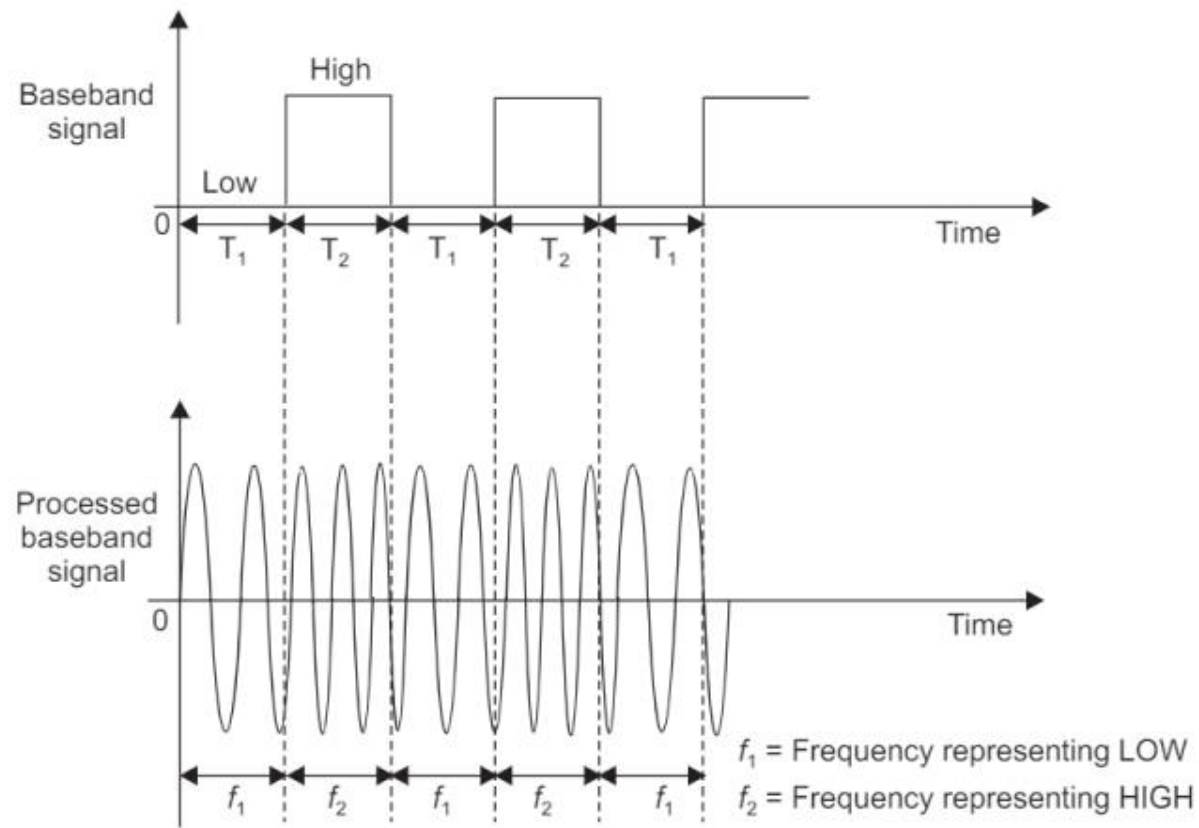 High
Baseband
signal
Low
0
T₁
T₂
T₁
T₂
T₁
Time
Processed
baseband
signal
0
Time
f₁ = Frequency representing LOW
f₁
f₂
f₁
f₂
f₁
f₂ = Frequency representing HIGH